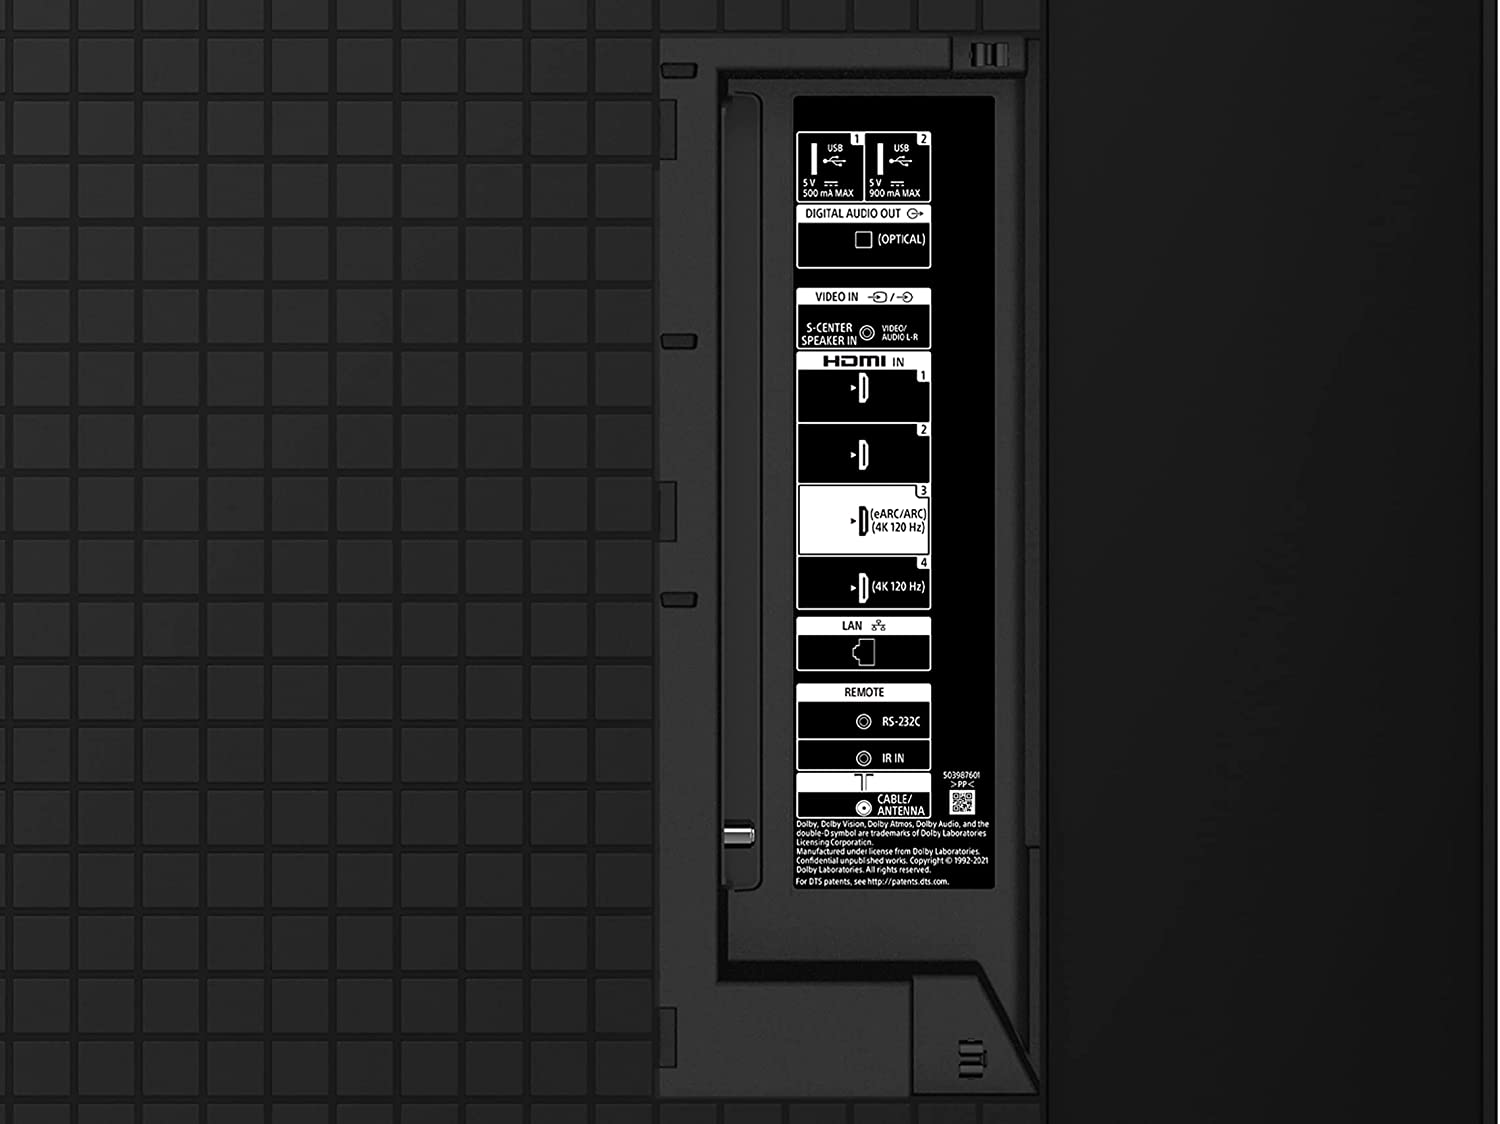 1
2
USB
USB
5 V
500 mA MAX
5 V
900 mA MAX
DIGITAL AUDIO OUT
(OPTICAL)
VIDEO IN /
S-CENTER
SPEAKER IN
VIDEO/
AUDIO L-R
HDMI IN
1
2
3
(eARC/ARC)
(4K 120 Hz)
4
(4K 120 Hz)
LAN
REMOTE
RS-232C
IR IN
CABLE/
ANTENNA
503987601
>PP<
Dolby, Dolby Vision, Dolby Atmos, Dolby Audio, and the
double-D symbol are trademarks of Dolby Laboratories
Licensing Corporation.
Manufactured under license from Dolby Laboratories.
Confidential unpublished works. Copyright © 1992-2021
Dolby Laboratories. All rights reserved.
For DTS patents, see http://patents.dts.com.